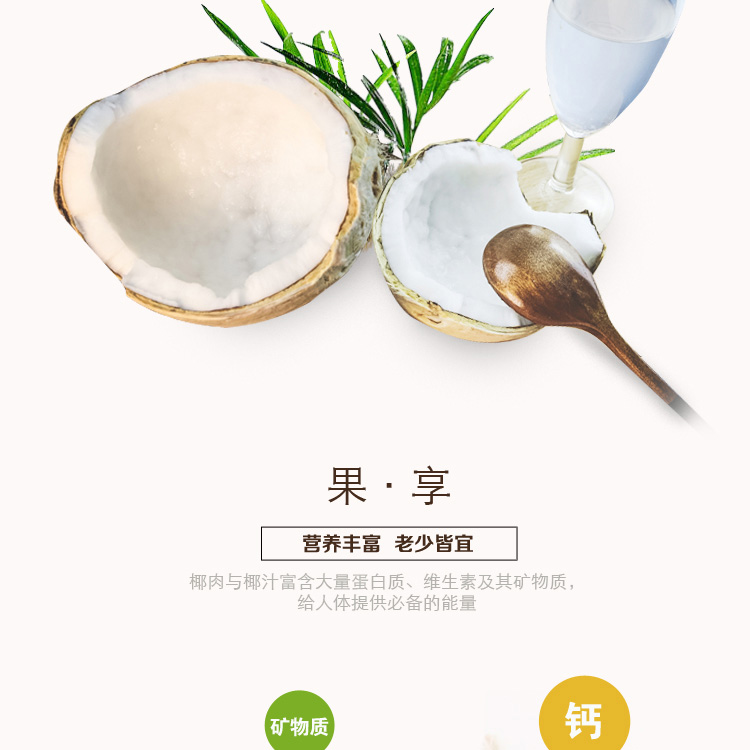 果·享
营养丰富 老少皆宜
椰肉与椰汁富含大量蛋白质、维生素及其矿物质，
给人体提供必备的能量
矿物质
钙